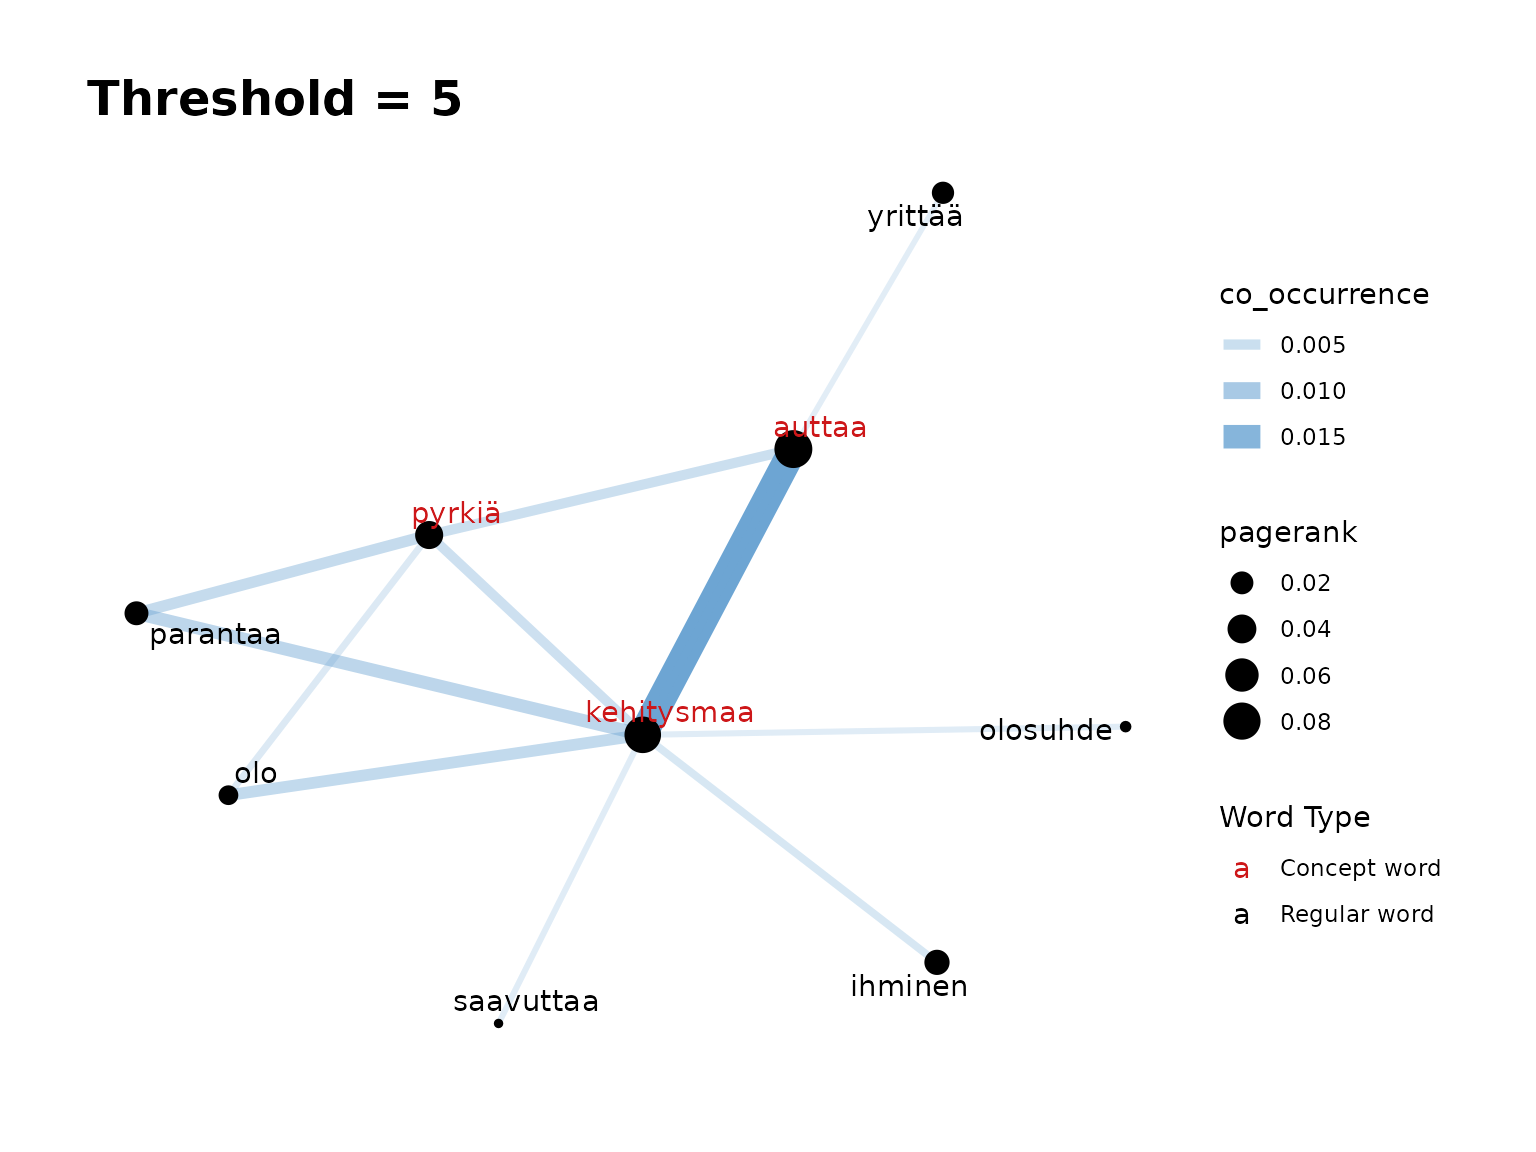 Threshold = 5
yrittää
auttaa
pyrkiä
parantaa
kehitysmaa
olosuhde
olo
saavuttaa
ihminen
co_occurrence
0.005
0.010
0.015
pagerank
0.02
0.04
0.06
0.08
Word Type
a Concept word
a Regular word